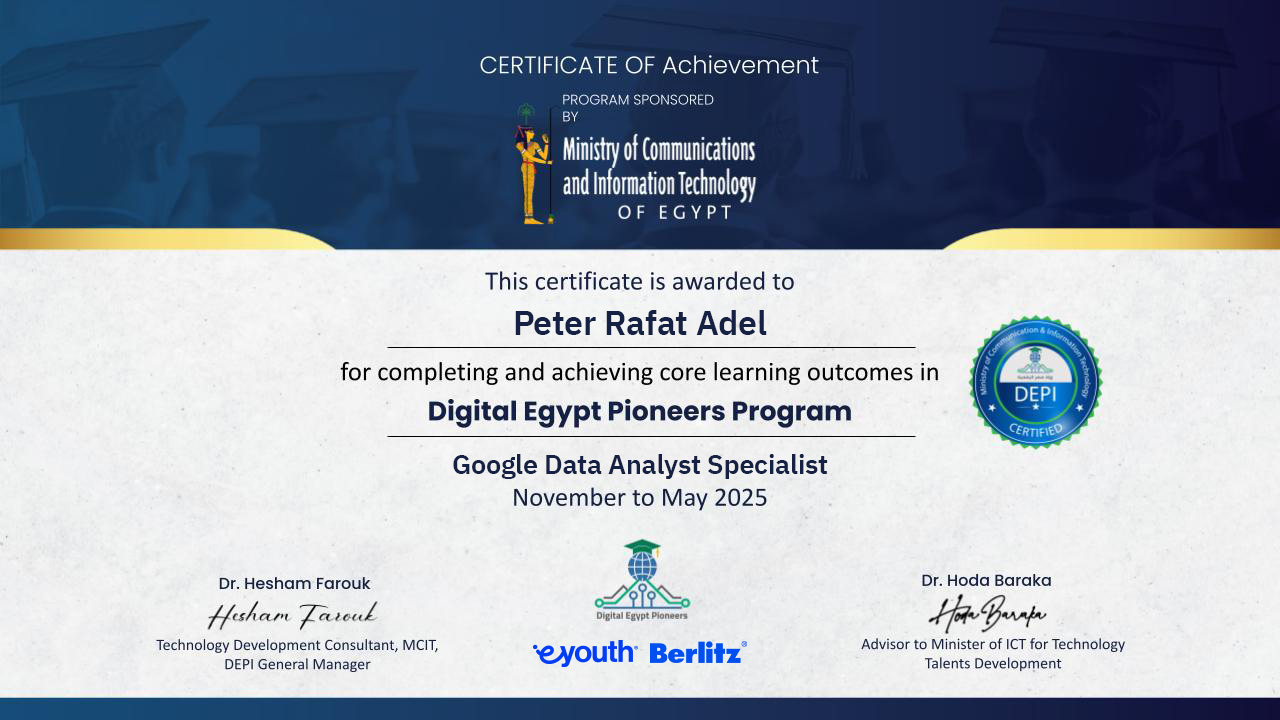 CERTIFICATE OF Achievement
PROGRAM SPONSORED
BY
Ministry of Communications
and Information Technology
OF EGYPT
This certificate is awarded to
Peter Rafat Adel
for completing and achieving core learning outcomes in
Digital Egypt Pioneers Program
Ministry of Communication & Information Technology
DEPI
CERTIFIED
Google Data Analyst Specialist
November to May 2025
Dr. Hesham Farouk
Hesham Farouk
Technology Development Consultant, MCIT,
DEPI General Manager
Digital Egypt Pioneers
eyouth Berlitz®
Dr. Hoda Baraka
Hoda Baraka
Advisor to Minister of ICT for Technology
Talents Development